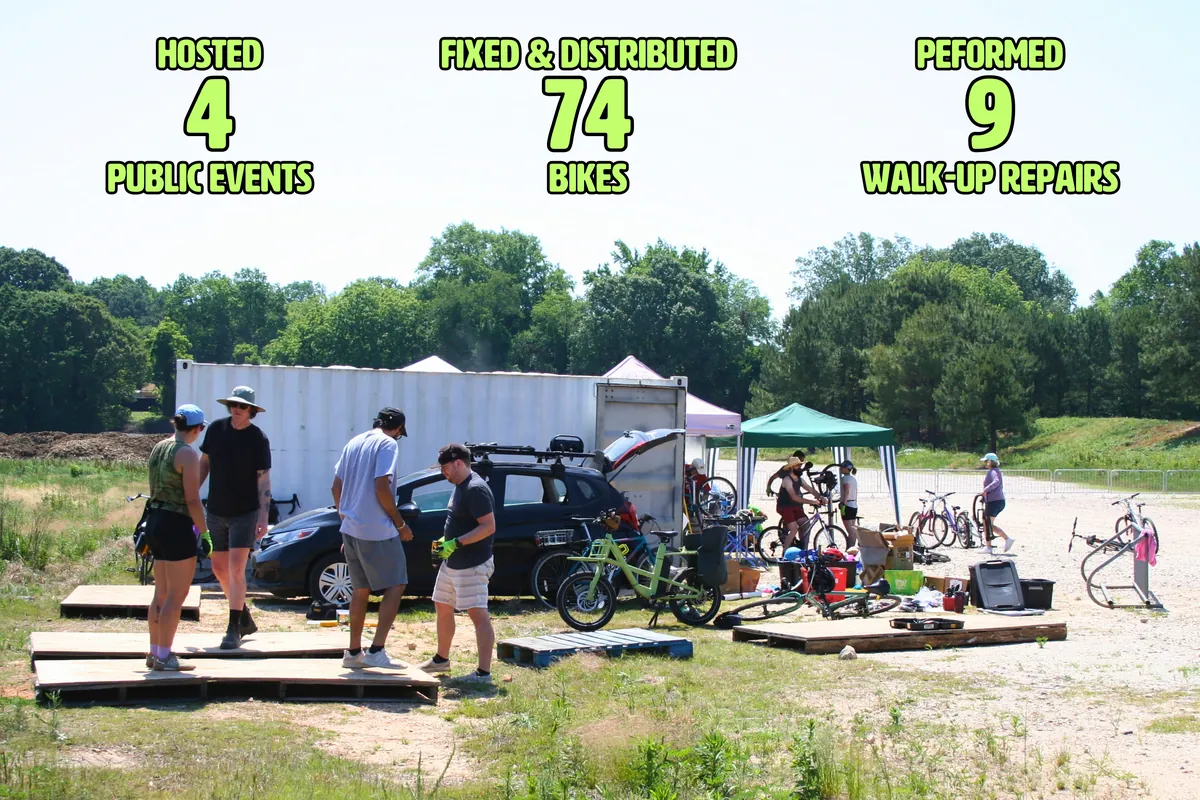 HOSTED
4
PUBLIC EVENTS
FIXED & DISTRIBUTED
74
BIKES
PEFORMED
9
WALK-UP REPAIRS